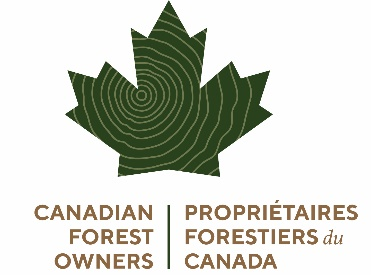 CANADIAN
FOREST
OWNERS
PROPRIÉTAIRES
FORESTIERS du
CANADA